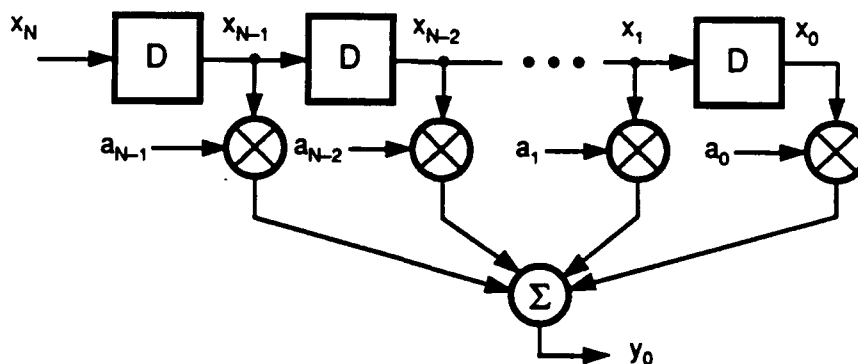 x_N x_{N-1} x_{N-2} x_1 x_0
D D D
a_{N-1} a_{N-2} a_1 a_0
Σ
y_0